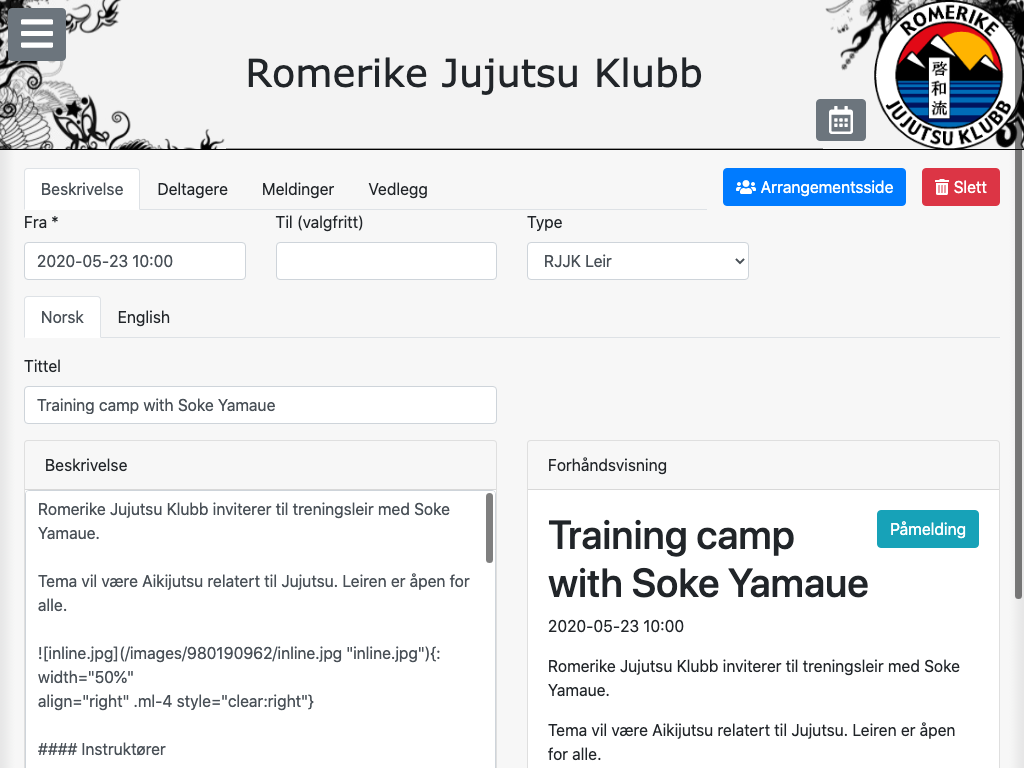 Romerike Jujutsu Klubb
ROMERIKE
啓和流
JUJUTSU KLUBB
Beskrivelse Deltagere Meldinger Vedlegg Arrangementsside Slett
Fra * Til (valgfritt) Type
2020-05-23 10:00 RJJK Leir
Norsk English
Tittel
Training camp with Soke Yamaue
Beskrivelse
Romerike Jujutsu Klubb inviterer til treningsleir med Soke
Yamaue.
Tema vil være Aikijutsu relatert til Jujutsu. Leiren er åpen for
alle.
![inline.jpg](/images/980190962/inline.jpg "inline.jpg"){:
width="50%"
align="right" .ml-4 style="clear:right"}
#### Instruktører
Forhåndsvisning
Training camp
with Soke Yamaue
Påmelding
2020-05-23 10:00
Romerike Jujutsu Klubb inviterer til treningsleir med Soke
Yamaue.
Tema vil være Aikijutsu relatert til Jujutsu. Leiren er åpen
for alle.